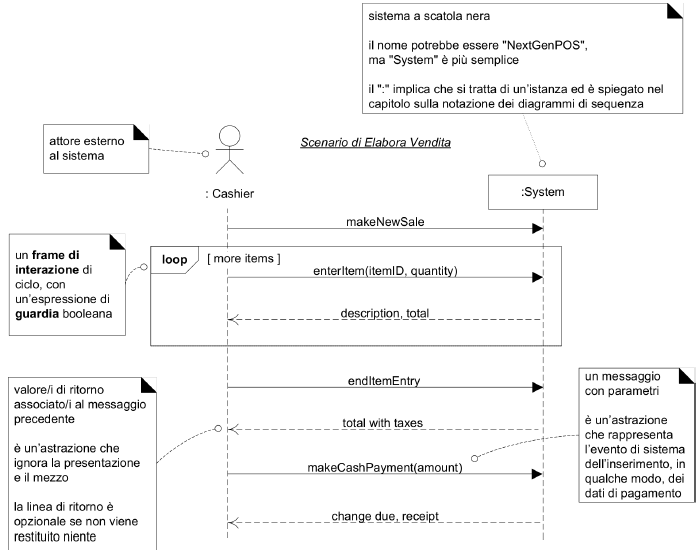 sistema a scatola nera
il nome potrebbe essere "NextGenPOS",
ma "System" è più semplice
il ":" implica che si tratta di un'istanza ed è spiegato nel
capitolo sulla notazione dei diagrammi di sequenza
attore esterno
al sistema
Scenario di Elabora Vendita
: Cashier
:System
makeNewSale
un frame di
interazione di
ciclo, con
un'espressione di
guardia booleana
loop
[ more items ]
enterItem(itemID, quantity)
description, total
valore/i di ritorno
associato/i al messaggio
precedente
è un'astrazione che
ignora la presentazione
e il mezzo
la linea di ritorno è
opzionale se non viene
restituito niente
endItemEntry
total with taxes
makeCashPayment(amount)
change due, receipt
un messaggio
con parametri
è un'astrazione
che rappresenta
l'evento di sistema
dell'inserimento, in
qualche modo, dei
dati di pagamento